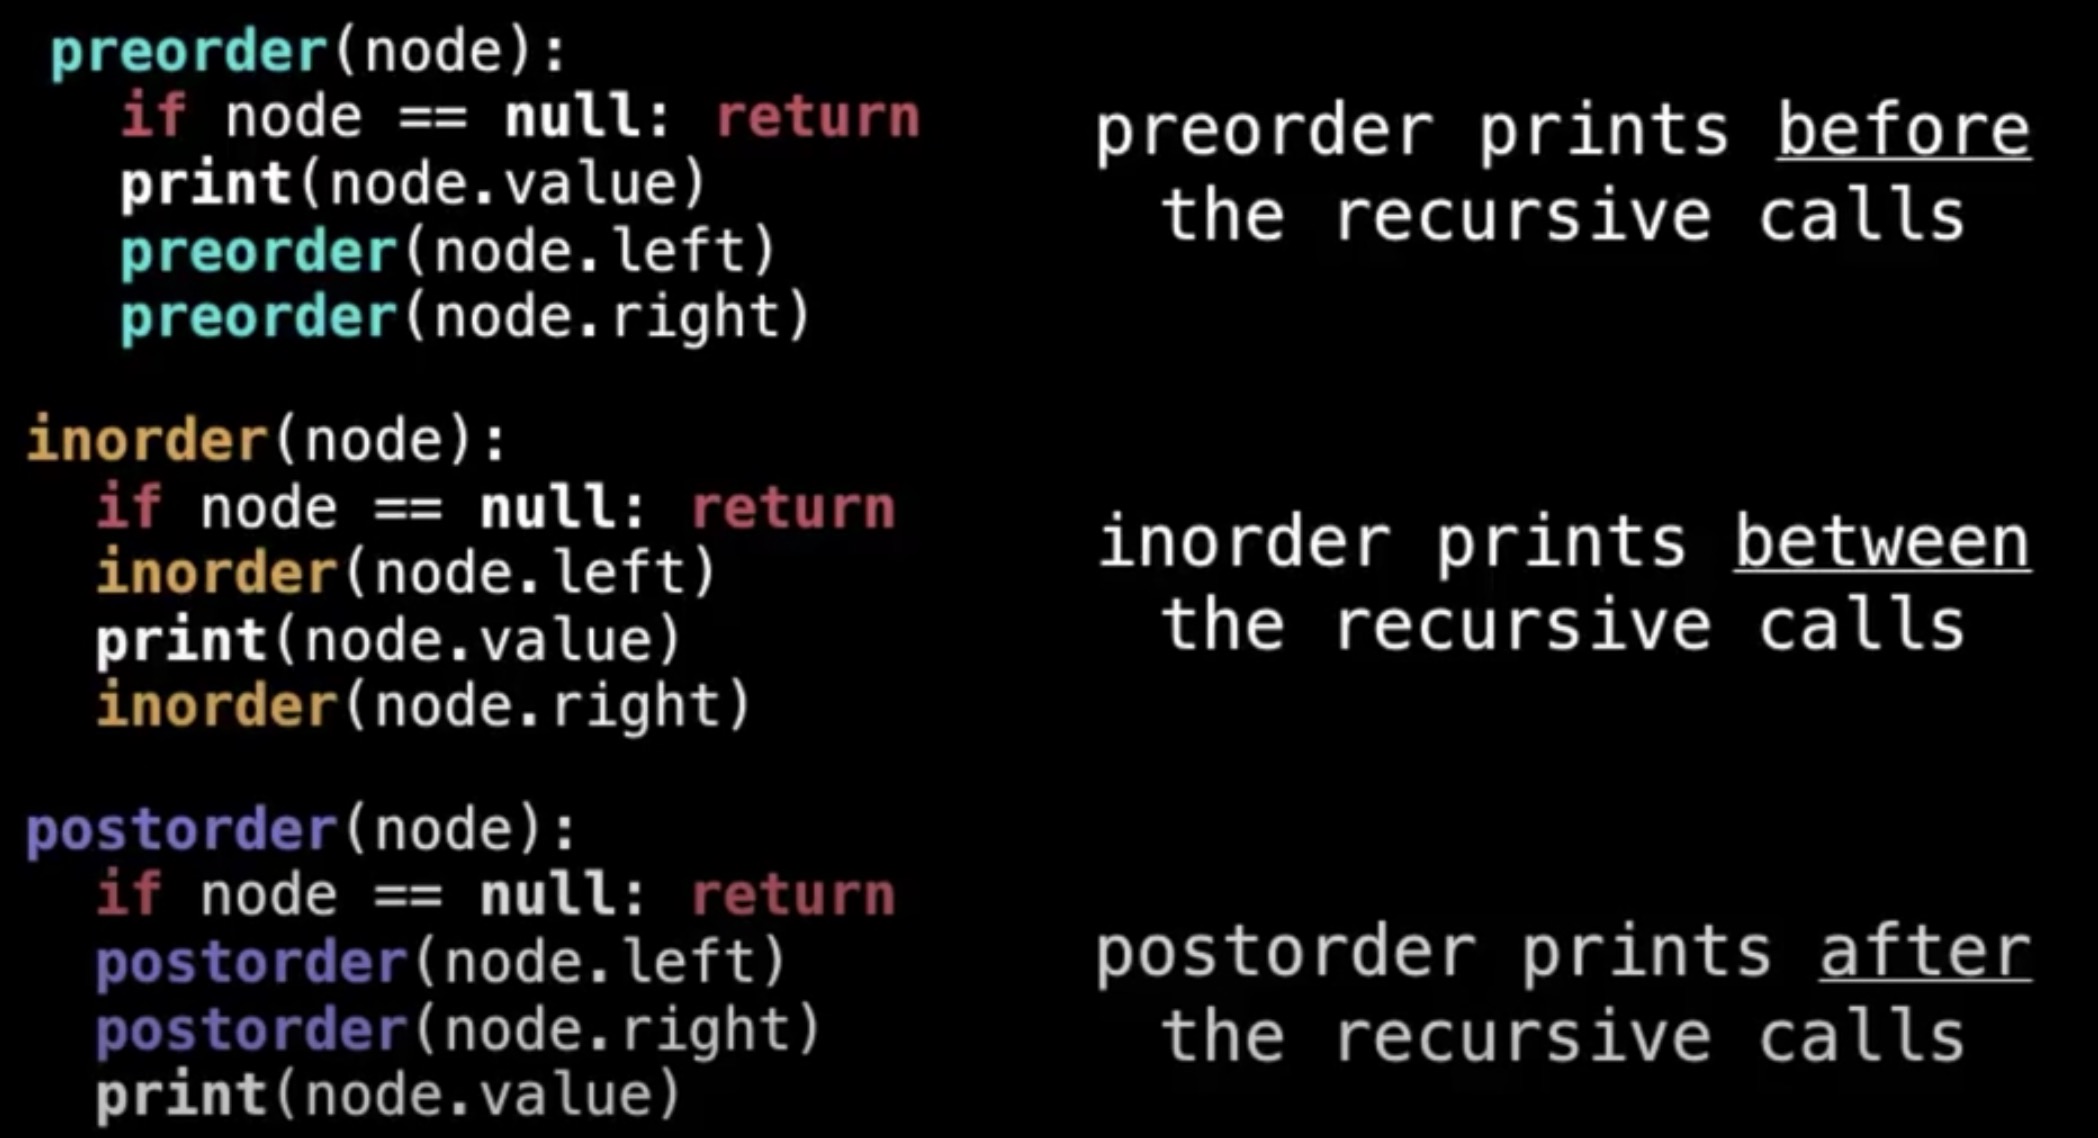 preorder(node):
if node == null: return
print(node.value)
preorder(node.left)
preorder(node.right)
preorder prints before
the recursive calls
inorder(node):
if node == null: return
inorder(node.left)
print(node.value)
inorder(node.right)
inorder prints between
the recursive calls
postorder(node):
if node == null: return
postorder(node.left)
postorder(node.right)
print(node.value)
postorder prints after
the recursive calls